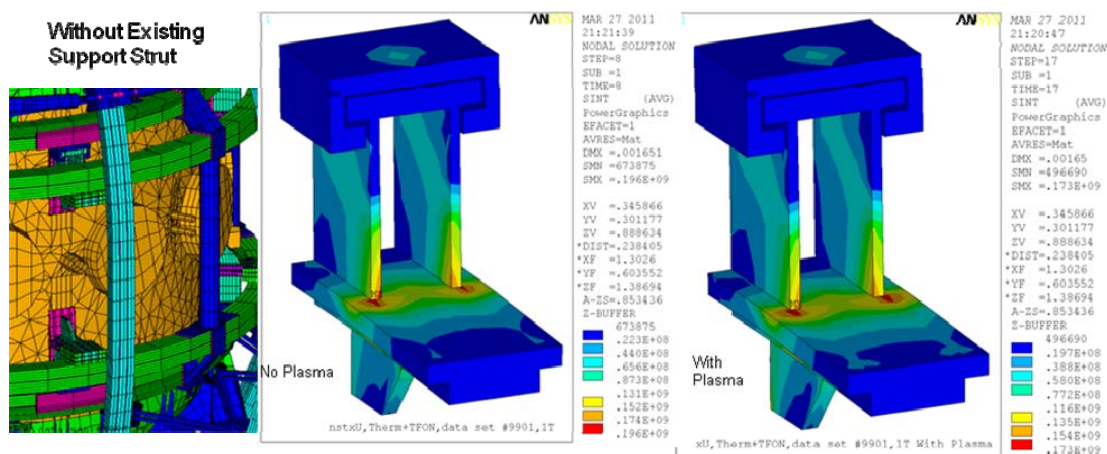 Without Existing
Support Strut
1
ANSYS
MAR 27 2011
21:21:39
NODAL SOLUTION
STEP=8
SUB =1
TIME=8
SINT (AVG)
PowerGraphics
EFACET=1
AVRES=Mat
DMX =.001651
SMN =673875
SMX =.196E+09
XV =.345866
YV =.301177
ZV =.888634
*DIST=.238405
*XF =1.3026
*YF =.603552
*ZF =1.38694
A-ZS=.853436
Z-BUFFER
673875
.223E+08
.440E+08
.656E+08
.873E+08
.131E+09
.152E+09
.174E+09
.196E+09
No Plasma
nstxU,Therm+TFON,data set #9901,1T
1
ANSYS
MAR 27 2011
21:20:47
NODAL SOLUTION
STEP=17
SUB =1
TIME=17
SINT (AVG)
PowerGraphics
EFACET=1
AVRES=Mat
DMX =.00165
SMN =496690
SMX =.173E+09
XV =.345866
YV =.301177
ZV =.888634
*DIST=.238405
*XF =1.3026
*YF =.603552
*ZF =1.38694
A-ZS=.853436
Z-BUFFER
496690
.197E+08
.388E+08
.580E+08
.772E+08
.116E+09
.135E+09
.154E+09
.173E+09
With
Plasma
xU,Therm+TFON,data set #9901,1T With Plasma